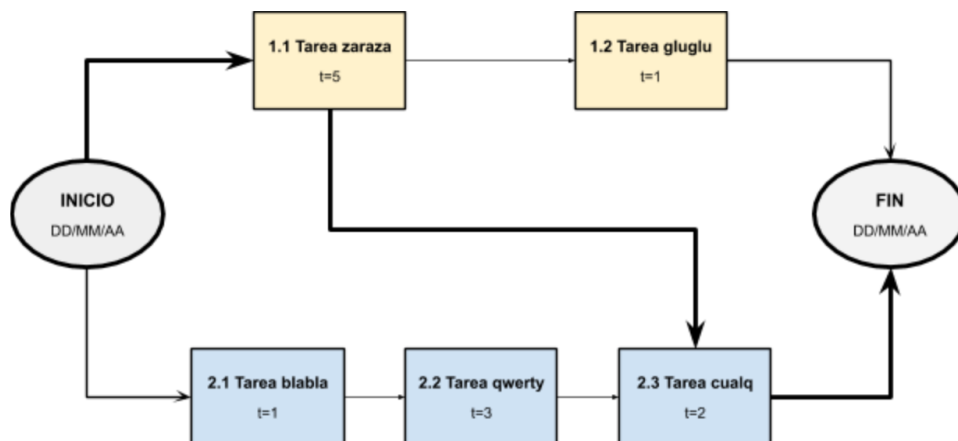 1.1 Tarea zaraza
t=5
1.2 Tarea gluglu
t=1
INICIO
DD/MM/AA
FIN
DD/MM/AA
2.1 Tarea blabla
t=1
2.2 Tarea qwerty
t=3
2.3 Tarea cualq
t=2